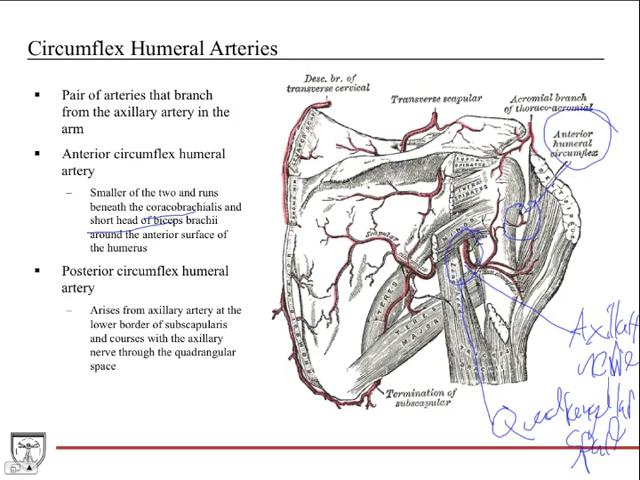 Circumflex Humeral Arteries
▪ Pair of arteries that branch
from the axillary artery in the
arm
▪ Anterior circumflex humeral
artery
– Smaller of the two and runs
beneath the coracobrachialis and
short head of biceps brachii
around the anterior surface of
the humerus
▪ Posterior circumflex humeral
artery
– Arises from axillary artery at the
lower border of subscapularis
and courses with the axillary
nerve through the quadrangular
space
Desc. br. of
transverse cervical
Transverse scapular
Acromial branch
of thoraco-acromial
Anterior
humeral
circumflex
TERES
TERES
MAJOR
Termination of
subscapular
Axillary
nerve